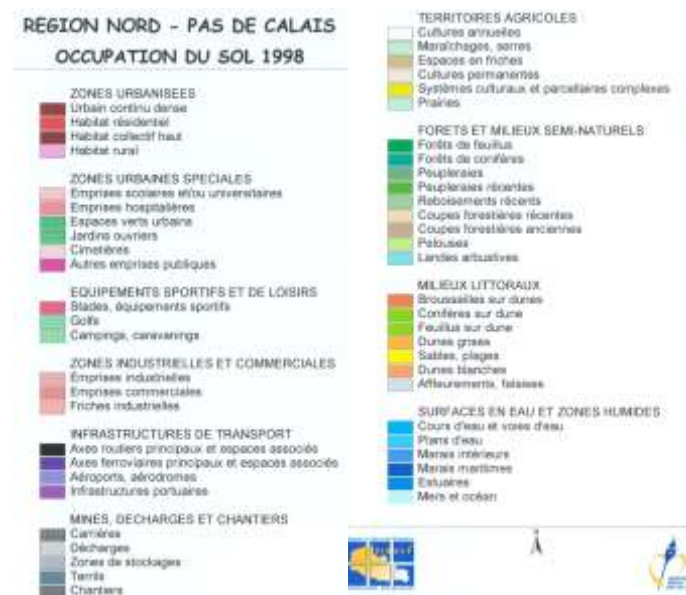 REGION NORD - PAS DE CALAIS
OCCUPATION DU SOL 1998
ZONES URBANISEES
Urbain continu dense
Habitat résidentiel
Habitat collectif haut
Habitat rural
ZONES URBAINES SPECIALES
Emprises scolaires et/ou universitaires
Emprises hospitalières
Espaces verts urbains
Jardins ouvriers
Cimetières
Autres emprises publiques
EQUIPEMENTS SPORTIFS ET DE LOISIRS
Stades, équipements sportifs
Golfs
Campings, caravanings
ZONES INDUSTRIELLES ET COMMERCIALES
Emprises industrielles
Emprises commerciales
Friches industrielles
INFRASTRUCTURES DE TRANSPORT
Axes routiers principaux et espaces associés
Axes ferroviaires principaux et espaces associés
Aéroports, aérodromes
Infrastructures portuaires
MINES, DECHARGES ET CHANTIERS
Carrières
Décharges
Zones de stockages
Terrils
Chantiers
TERRITOIRES AGRICOLES
Cultures annuelles
Maraîchages, serres
Espaces en friches
Cultures permanentes
Systèmes culturaux et parcellaires complexes
Prairies
FORETS ET MILIEUX SEMI-NATURELS
Forêts de feuillus
Forêts de conifères
Peupleraies
Peupleraies récentes
Reboisements récents
Coupes forestières récentes
Coupes forestières anciennes
Pelouses
Landes arbustives
MILIEUX LITTORAUX
Broussailles sur dunes
Conifères sur dune
Feuillus sur dune
Dunes grises
Sables, plages
Dunes blanches
Affleurements, falaises
SURFACES EN EAU ET ZONES HUMIDES
Cours d'eau et voies d'eau
Plans d'eau
Marais intérieurs
Marais maritimes
Estuaires
Mers et océan